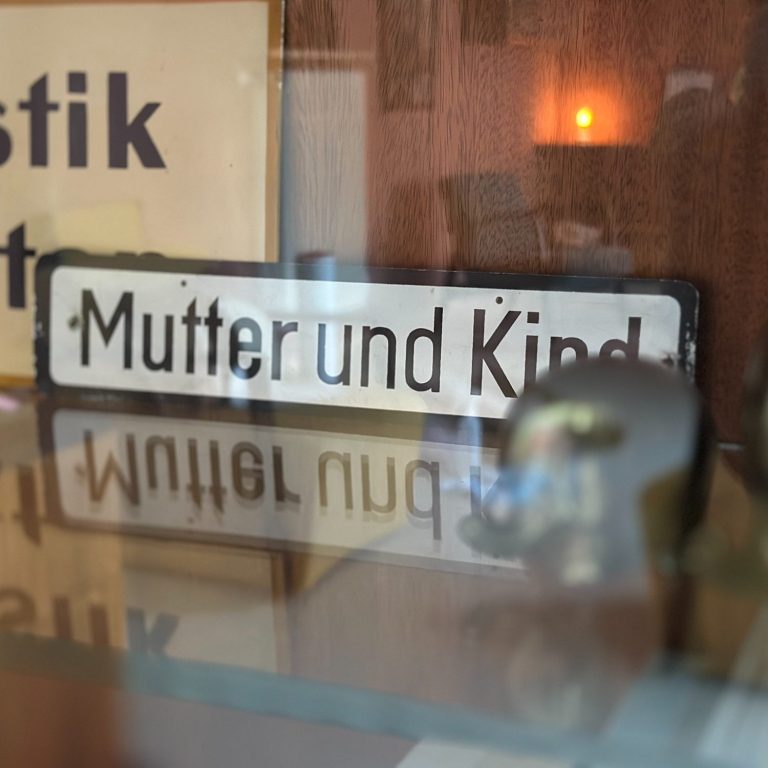 stik
Mutter und Kind